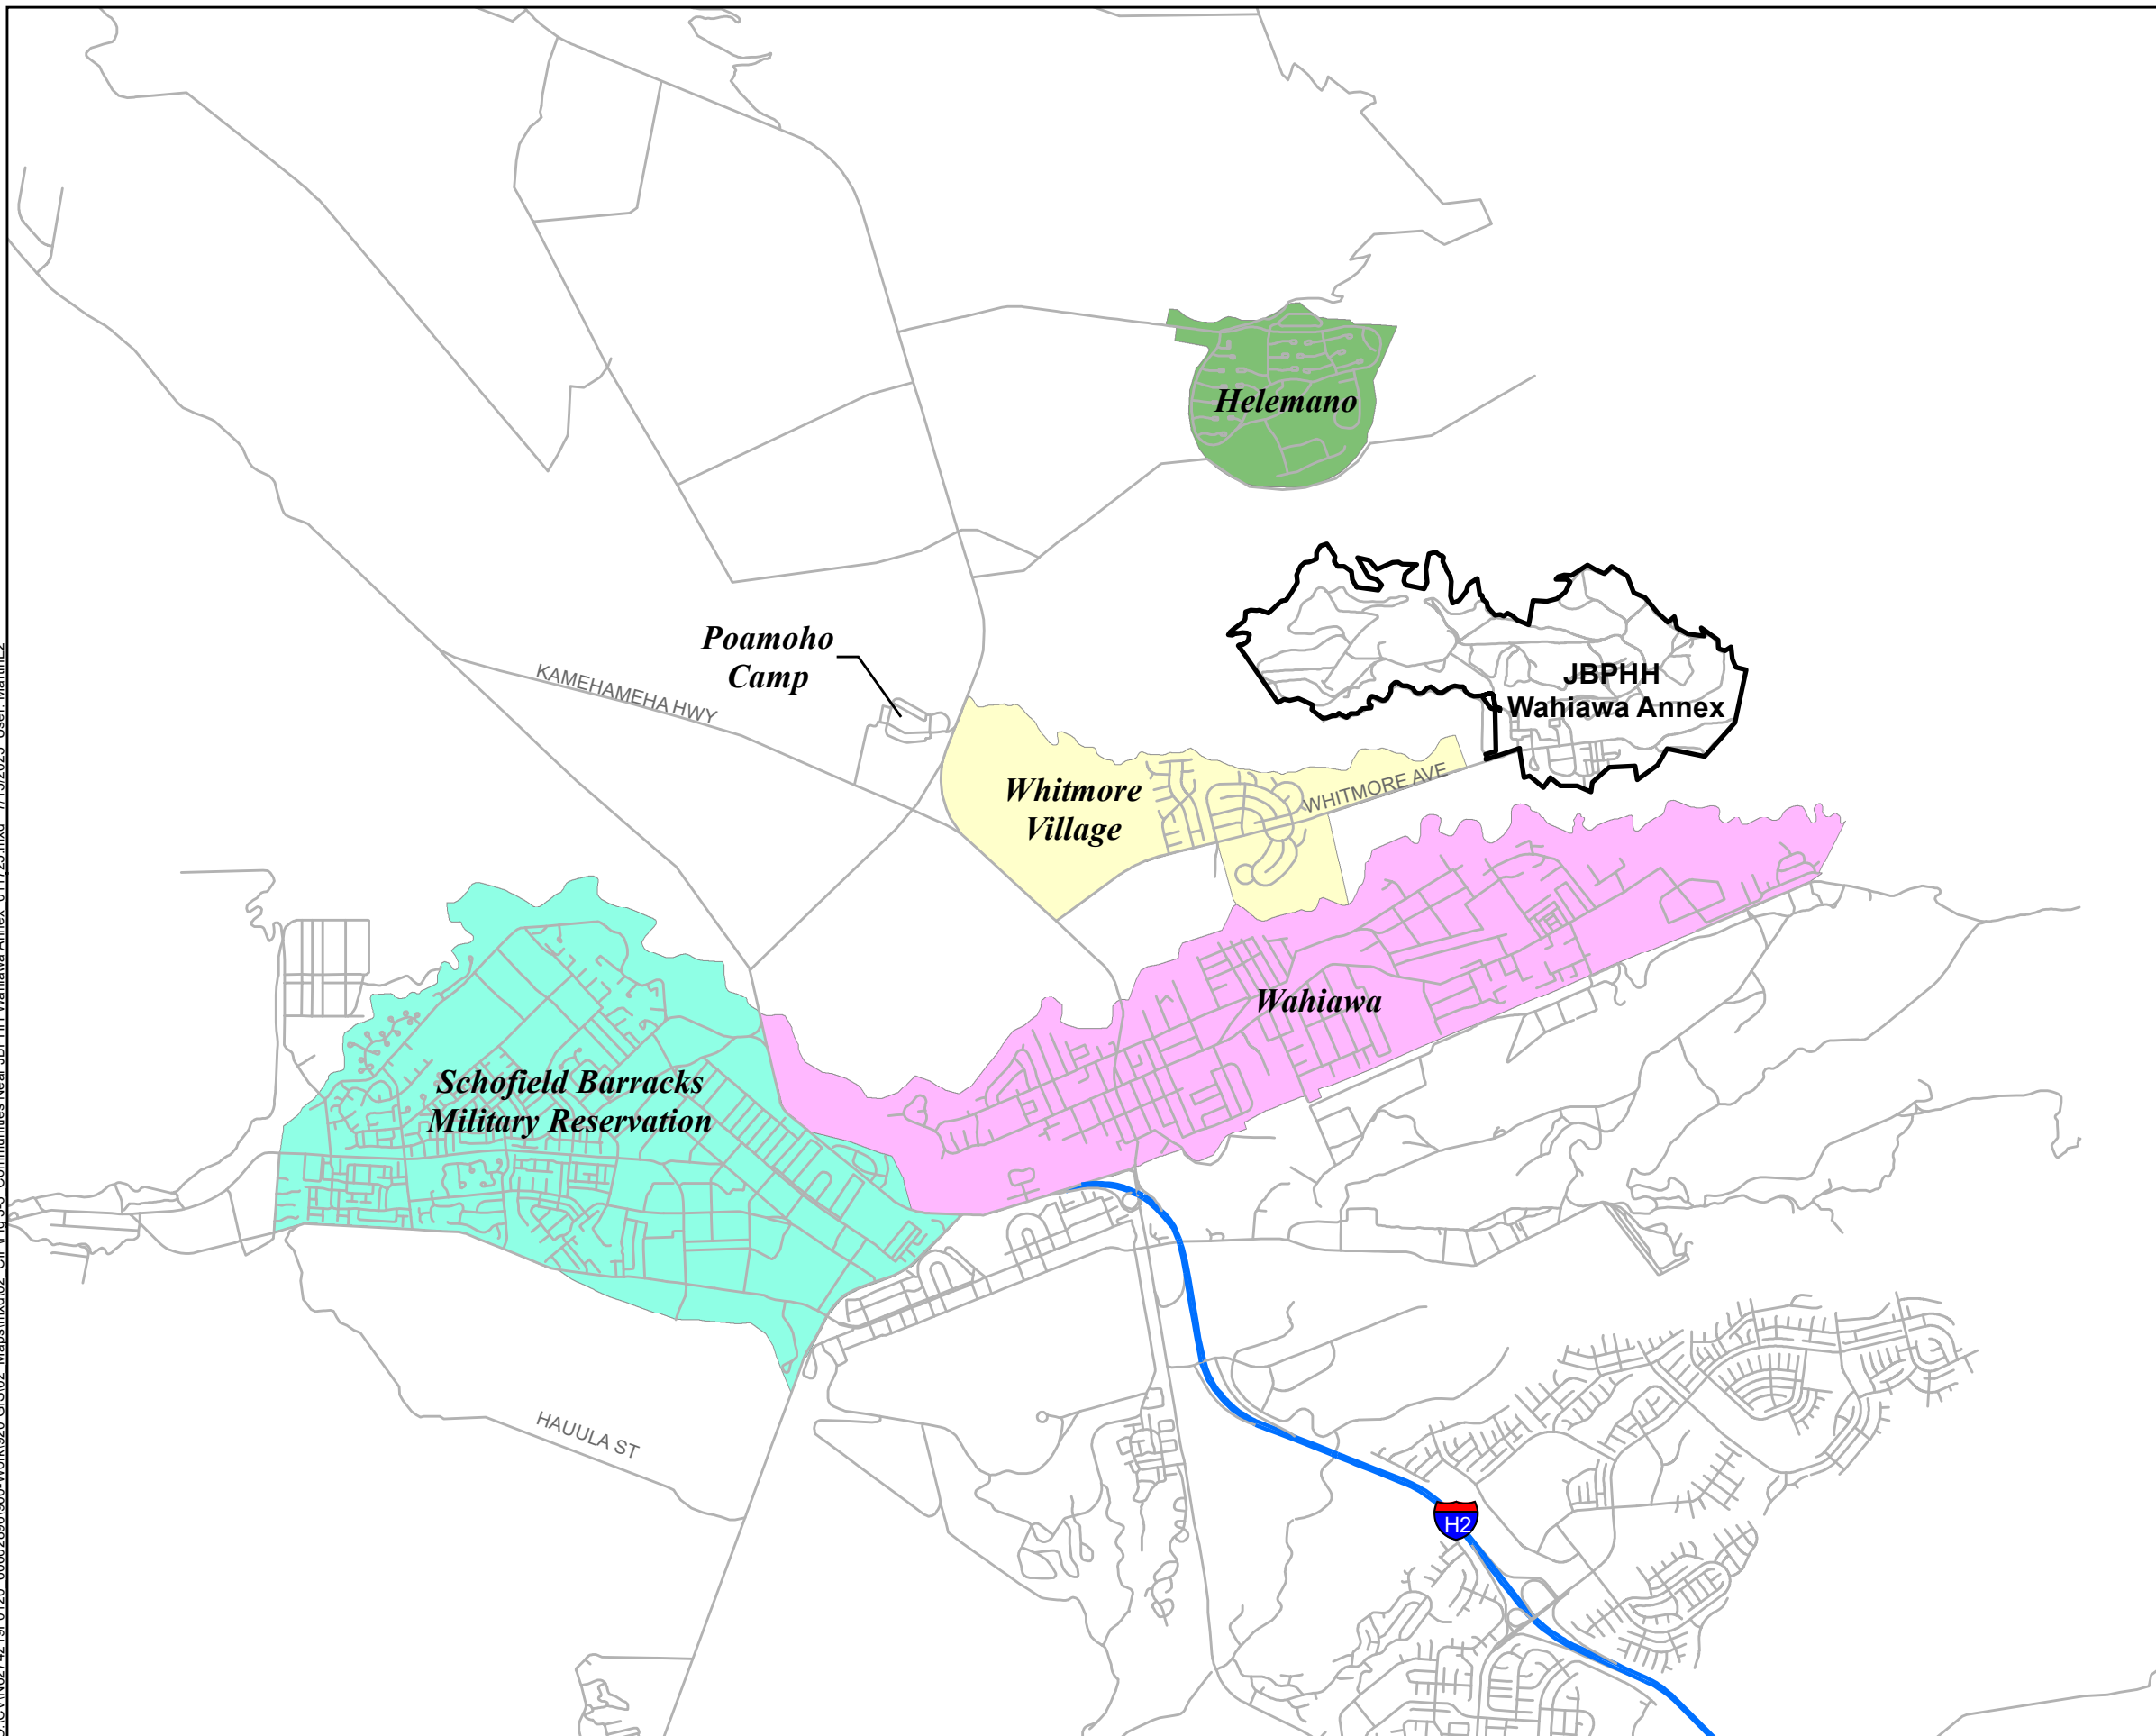 Helemano
Poamoho
Camp
KAMEHAMEHA HWY
JBPHH
Wahiawa Annex
Whitmore
Village
WHITMORE AVE
Wahiawa
Schofield Barracks
Military Reservation
HAUULA ST
H2